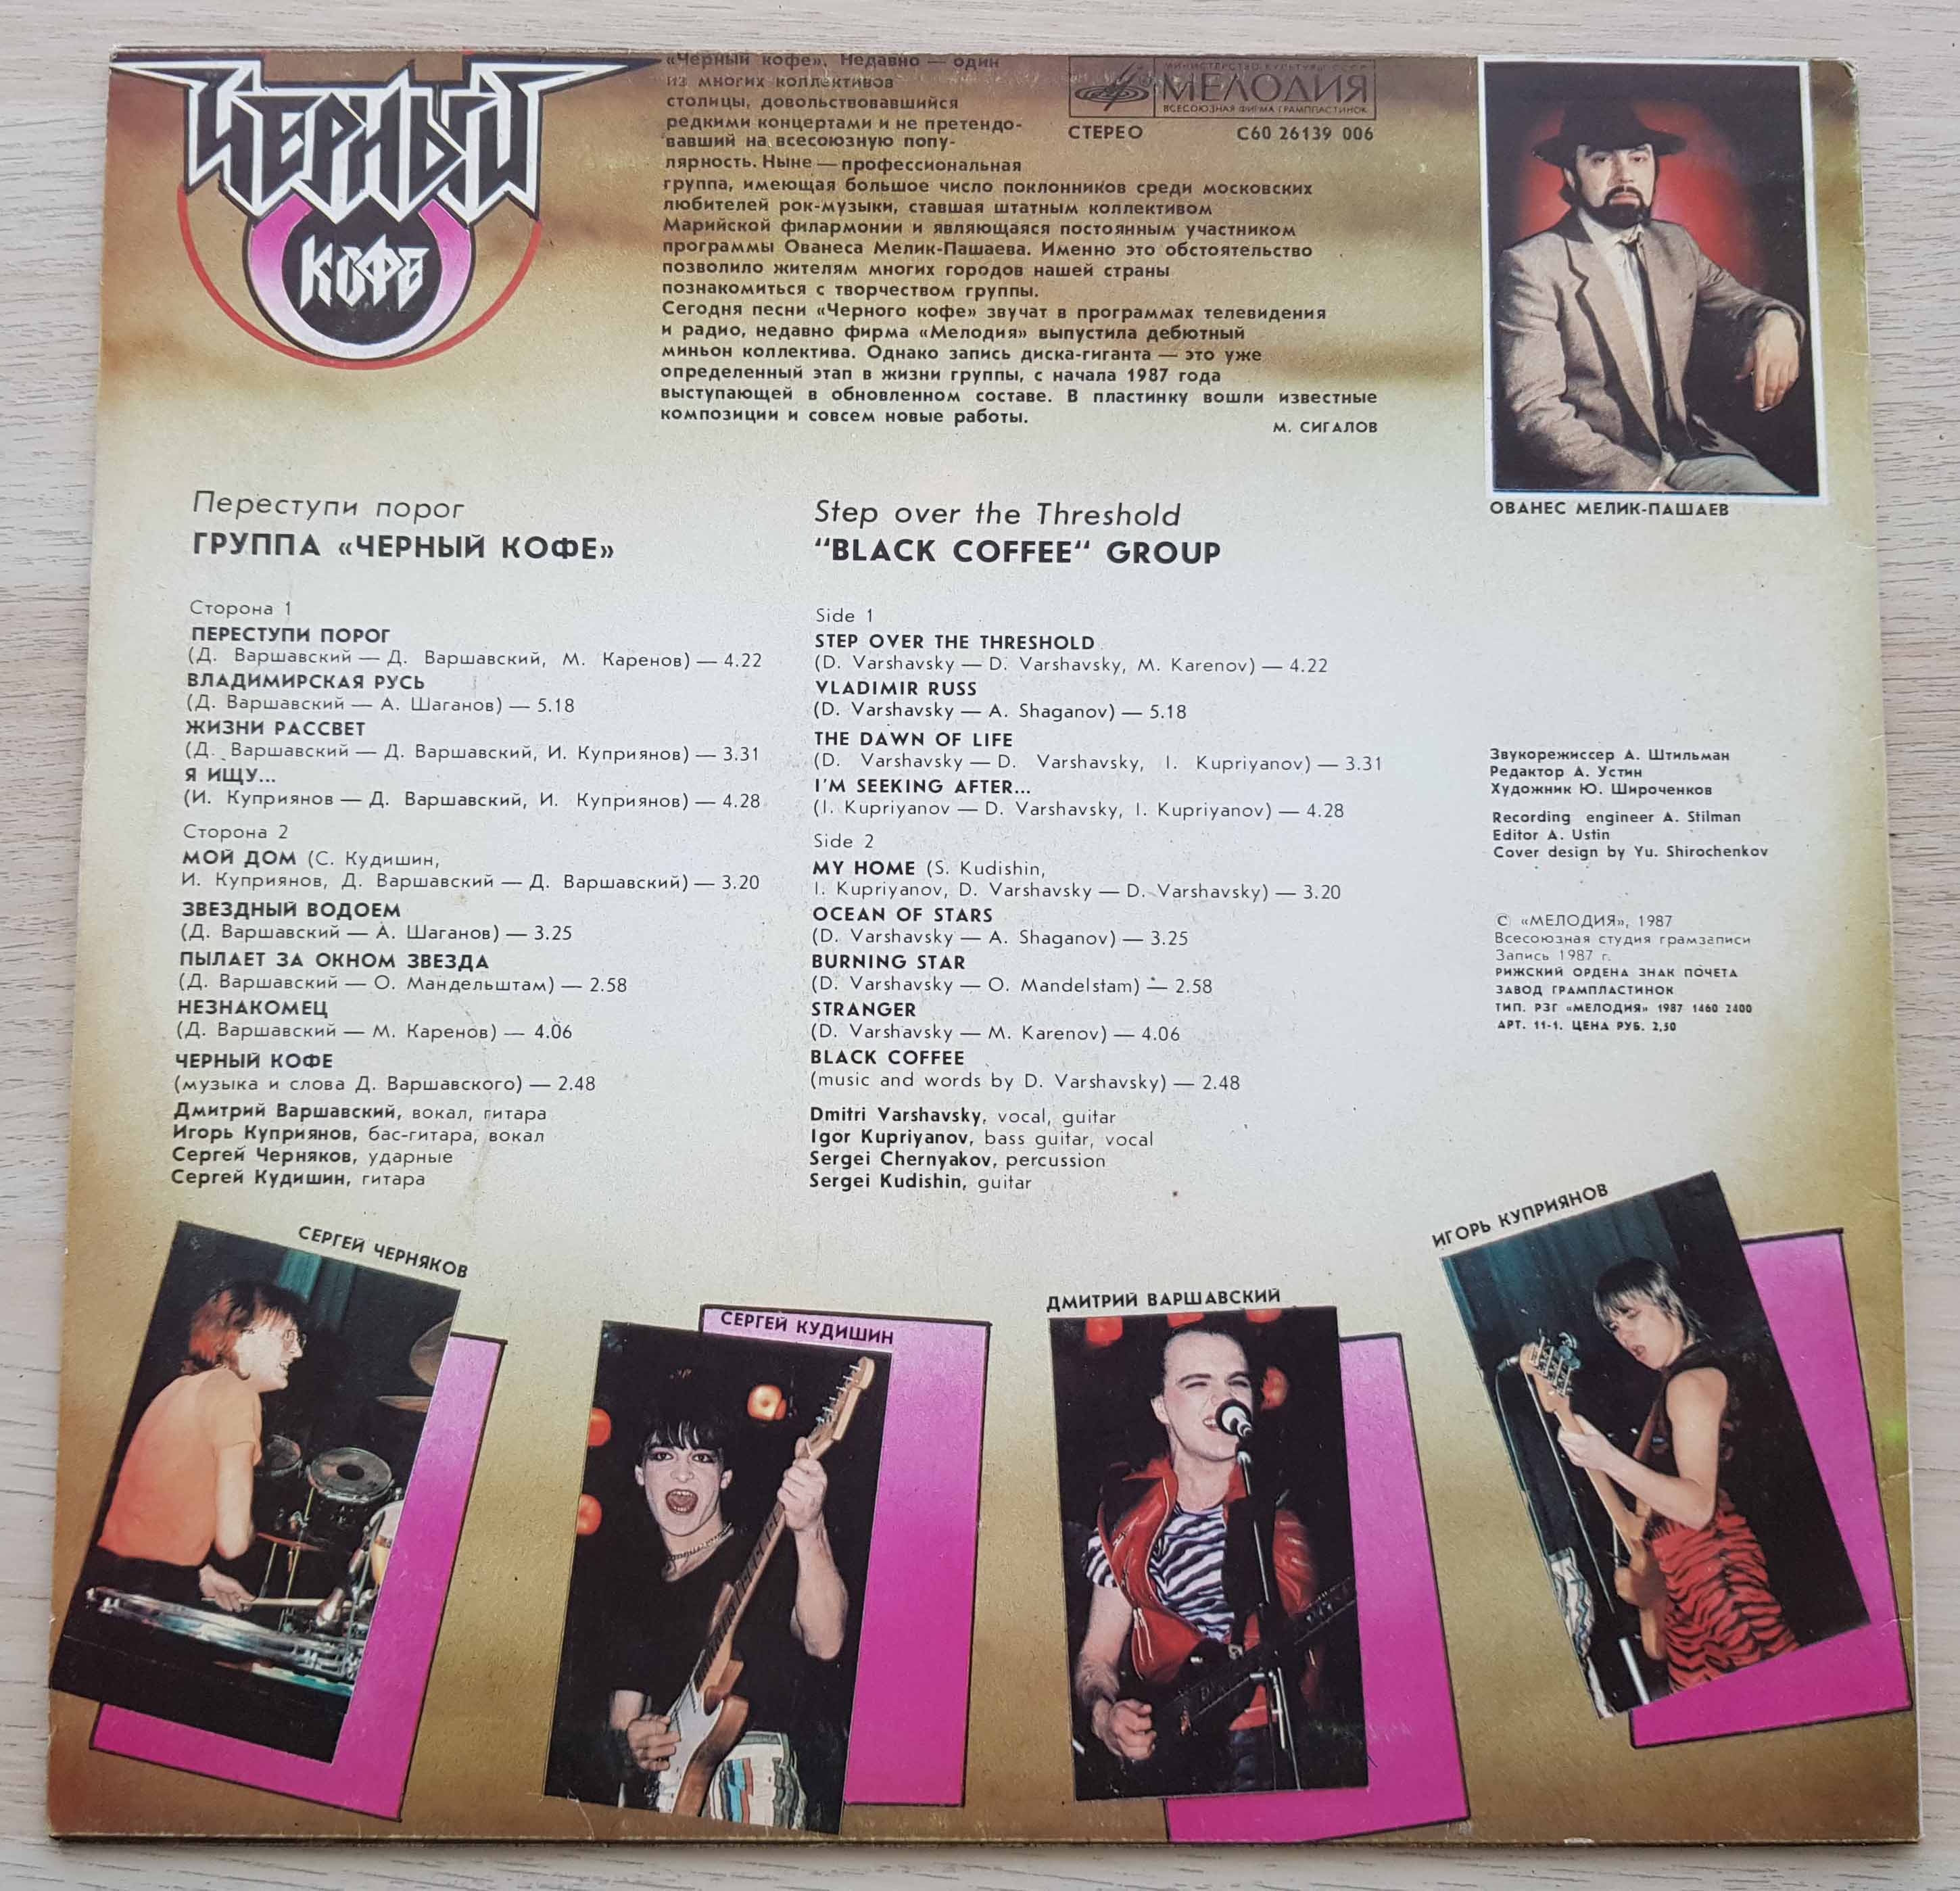 ЧЕРНЫЙ
КОФЕ
«Черный кофе». Недавно — один
из многих коллективов
столицы, довольствовавшийся
редкими концертами и не претендо-
вавший на всесоюзную попу-
лярность. Ныне — профессиональная
группа, имеющая большое число поклонников среди московских
любителей рок-музыки, ставшая штатным коллективом
Марийской филармонии и являющаяся постоянным участником
программы Ованеса Мелик-Пашаева. Именно это обстоятельство
позволило жителям многих городов нашей страны
познакомиться с творчеством группы.
Сегодня песни «Черного кофе» звучат в программах телевидения
и радио, недавно фирма «Мелодия» выпустила дебютный
миньон коллектива. Однако запись диска-гиганта — это уже
определенный этап в жизни группы, с начала 1987 года
выступающей в обновленном составе. В пластинку вошли известные
композиции и совсем новые работы.
М. СИГАЛОВ
МИНИСТЕРСТВО КУЛЬТУРЫ СССР
МЕЛОДИЯ
ВСЕСОЮЗНАЯ ФИРМА ГРАМПЛАСТИНОК
СТЕРЕО С60 26139 006
ОВАНЕС МЕЛИК-ПАШАЕВ
Переступи порог
ГРУППА «ЧЕРНЫЙ КОФЕ»
Сторона 1
ПЕРЕСТУПИ ПОРОГ
(Д. Варшавский — Д. Варшавский, М. Каренов) — 4.22
ВЛАДИМИРСКАЯ РУСЬ
(Д. Варшавский — А. Шаганов) — 5.18
ЖИЗНИ РАССВЕТ
(Д. Варшавский — Д. Варшавский, И. Куприянов) — 3.31
Я ИЩУ...
(И. Куприянов — Д. Варшавский, И. Куприянов) — 4.28
Сторона 2
МОЙ ДОМ (С. Кудишин,
И. Куприянов, Д. Варшавский — Д. Варшавский) — 3.20
ЗВЕЗДНЫЙ ВОДОЕМ
(Д. Варшавский — А. Шаганов) — 3.25
ПЫЛАЕТ ЗА ОКНОМ ЗВЕЗДА
(Д. Варшавский — О. Мандельштам) — 2.58
НЕЗНАКОМЕЦ
(Д. Варшавский — М. Каренов) — 4.06
ЧЕРНЫЙ КОФЕ
(музыка и слова Д. Варшавского) — 2.48
Дмитрий Варшавский, вокал, гитара
Игорь Куприянов, бас-гитара, вокал
Сергей Черняков, ударные
Сергей Кудишин, гитара
Step over the Threshold
“BLACK COFFEE“ GROUP
Side 1
STEP OVER THE THRESHOLD
(D. Varshavsky — D. Varshavsky, M. Karenov) — 4.22
VLADIMIR RUSS
(D. Varshavsky — A. Shaganov) — 5.18
THE DAWN OF LIFE
(D. Varshavsky — D. Varshavsky, I. Kupriyanov) — 3.31
I'M SEEKING AFTER...
(I. Kupriyanov — D. Varshavsky, I. Kupriyanov) — 4.28
Side 2
MY HOME (S. Kudishin,
I. Kupriyanov, D. Varshavsky — D. Varshavsky) — 3.20
OCEAN OF STARS
(D. Varshavsky — A. Shaganov) — 3.25
BURNING STAR
(D. Varshavsky — O. Mandelstam) — 2.58
STRANGER
(D. Varshavsky — M. Karenov) — 4.06
BLACK COFFEE
(music and words by D. Varshavsky) — 2.48
Dmitri Varshavsky, vocal, guitar
Igor Kupriyanov, bass guitar, vocal
Sergei Chernyakov, percussion
Sergei Kudishin, guitar
Звукорежиссер А. Штильман
Редактор А. Устин
Художник Ю. Широченков
Recording engineer A. Stilman
Editor A. Ustin
Cover design by Yu. Shirochenkov
© «МЕЛОДИЯ», 1987
Всесоюзная студия грамзаписи
Запись 1987 г.
РИЖСКИЙ ОРДЕНА ЗНАК ПОЧЕТА
ЗАВОД ГРАМПЛАСТИНОК
ТИП. РЗГ «МЕЛОДИЯ» 1987 1460 2400
АРТ. 11-1. ЦЕНА РУБ. 2,50
СЕРГЕЙ ЧЕРНЯКОВ
СЕРГЕЙ КУДИШИН
ДМИТРИЙ ВАРШАВСКИЙ
ИГОРЬ КУПРИЯНОВ